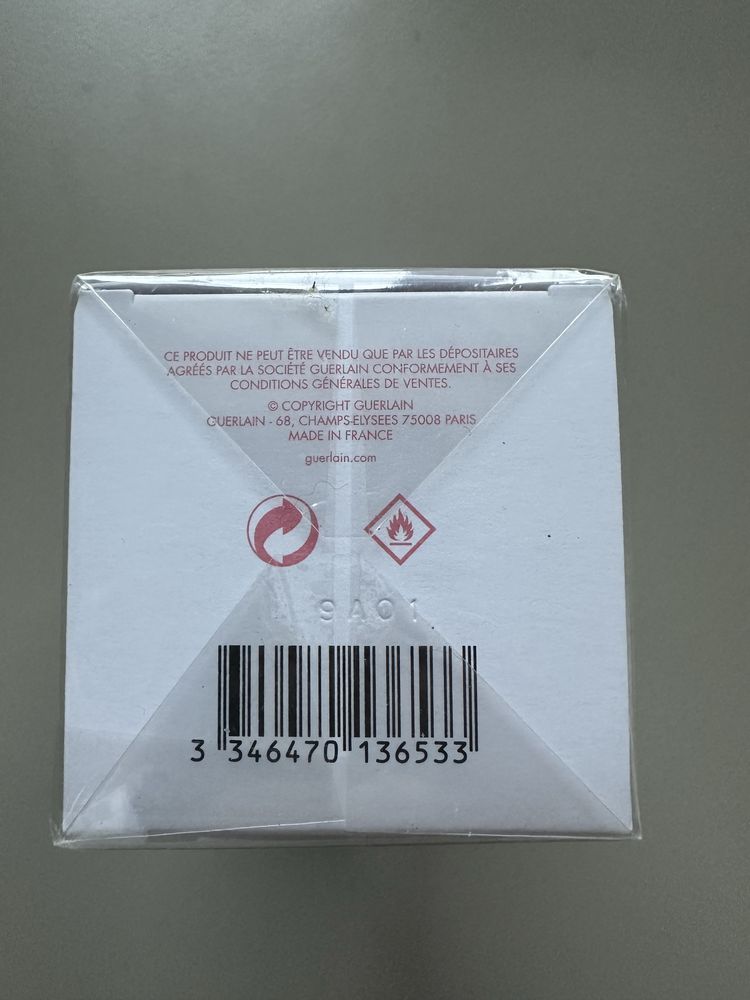 CE PRODUIT NE PEUT ÊTRE VENDU QUE PAR LES DÉPOSITAIRES
AGRÉÉS PAR LA SOCIÉTÉ GUERLAIN CONFORMEMENT À SES
CONDITIONS GÉNÉRALES DE VENTES.
© COPYRIGHT GUERLAIN
GUERLAIN - 68, CHAMPS-ELYSEES 75008 PARIS
MADE IN FRANCE
guerlain.com
9A01
3 346470 136533